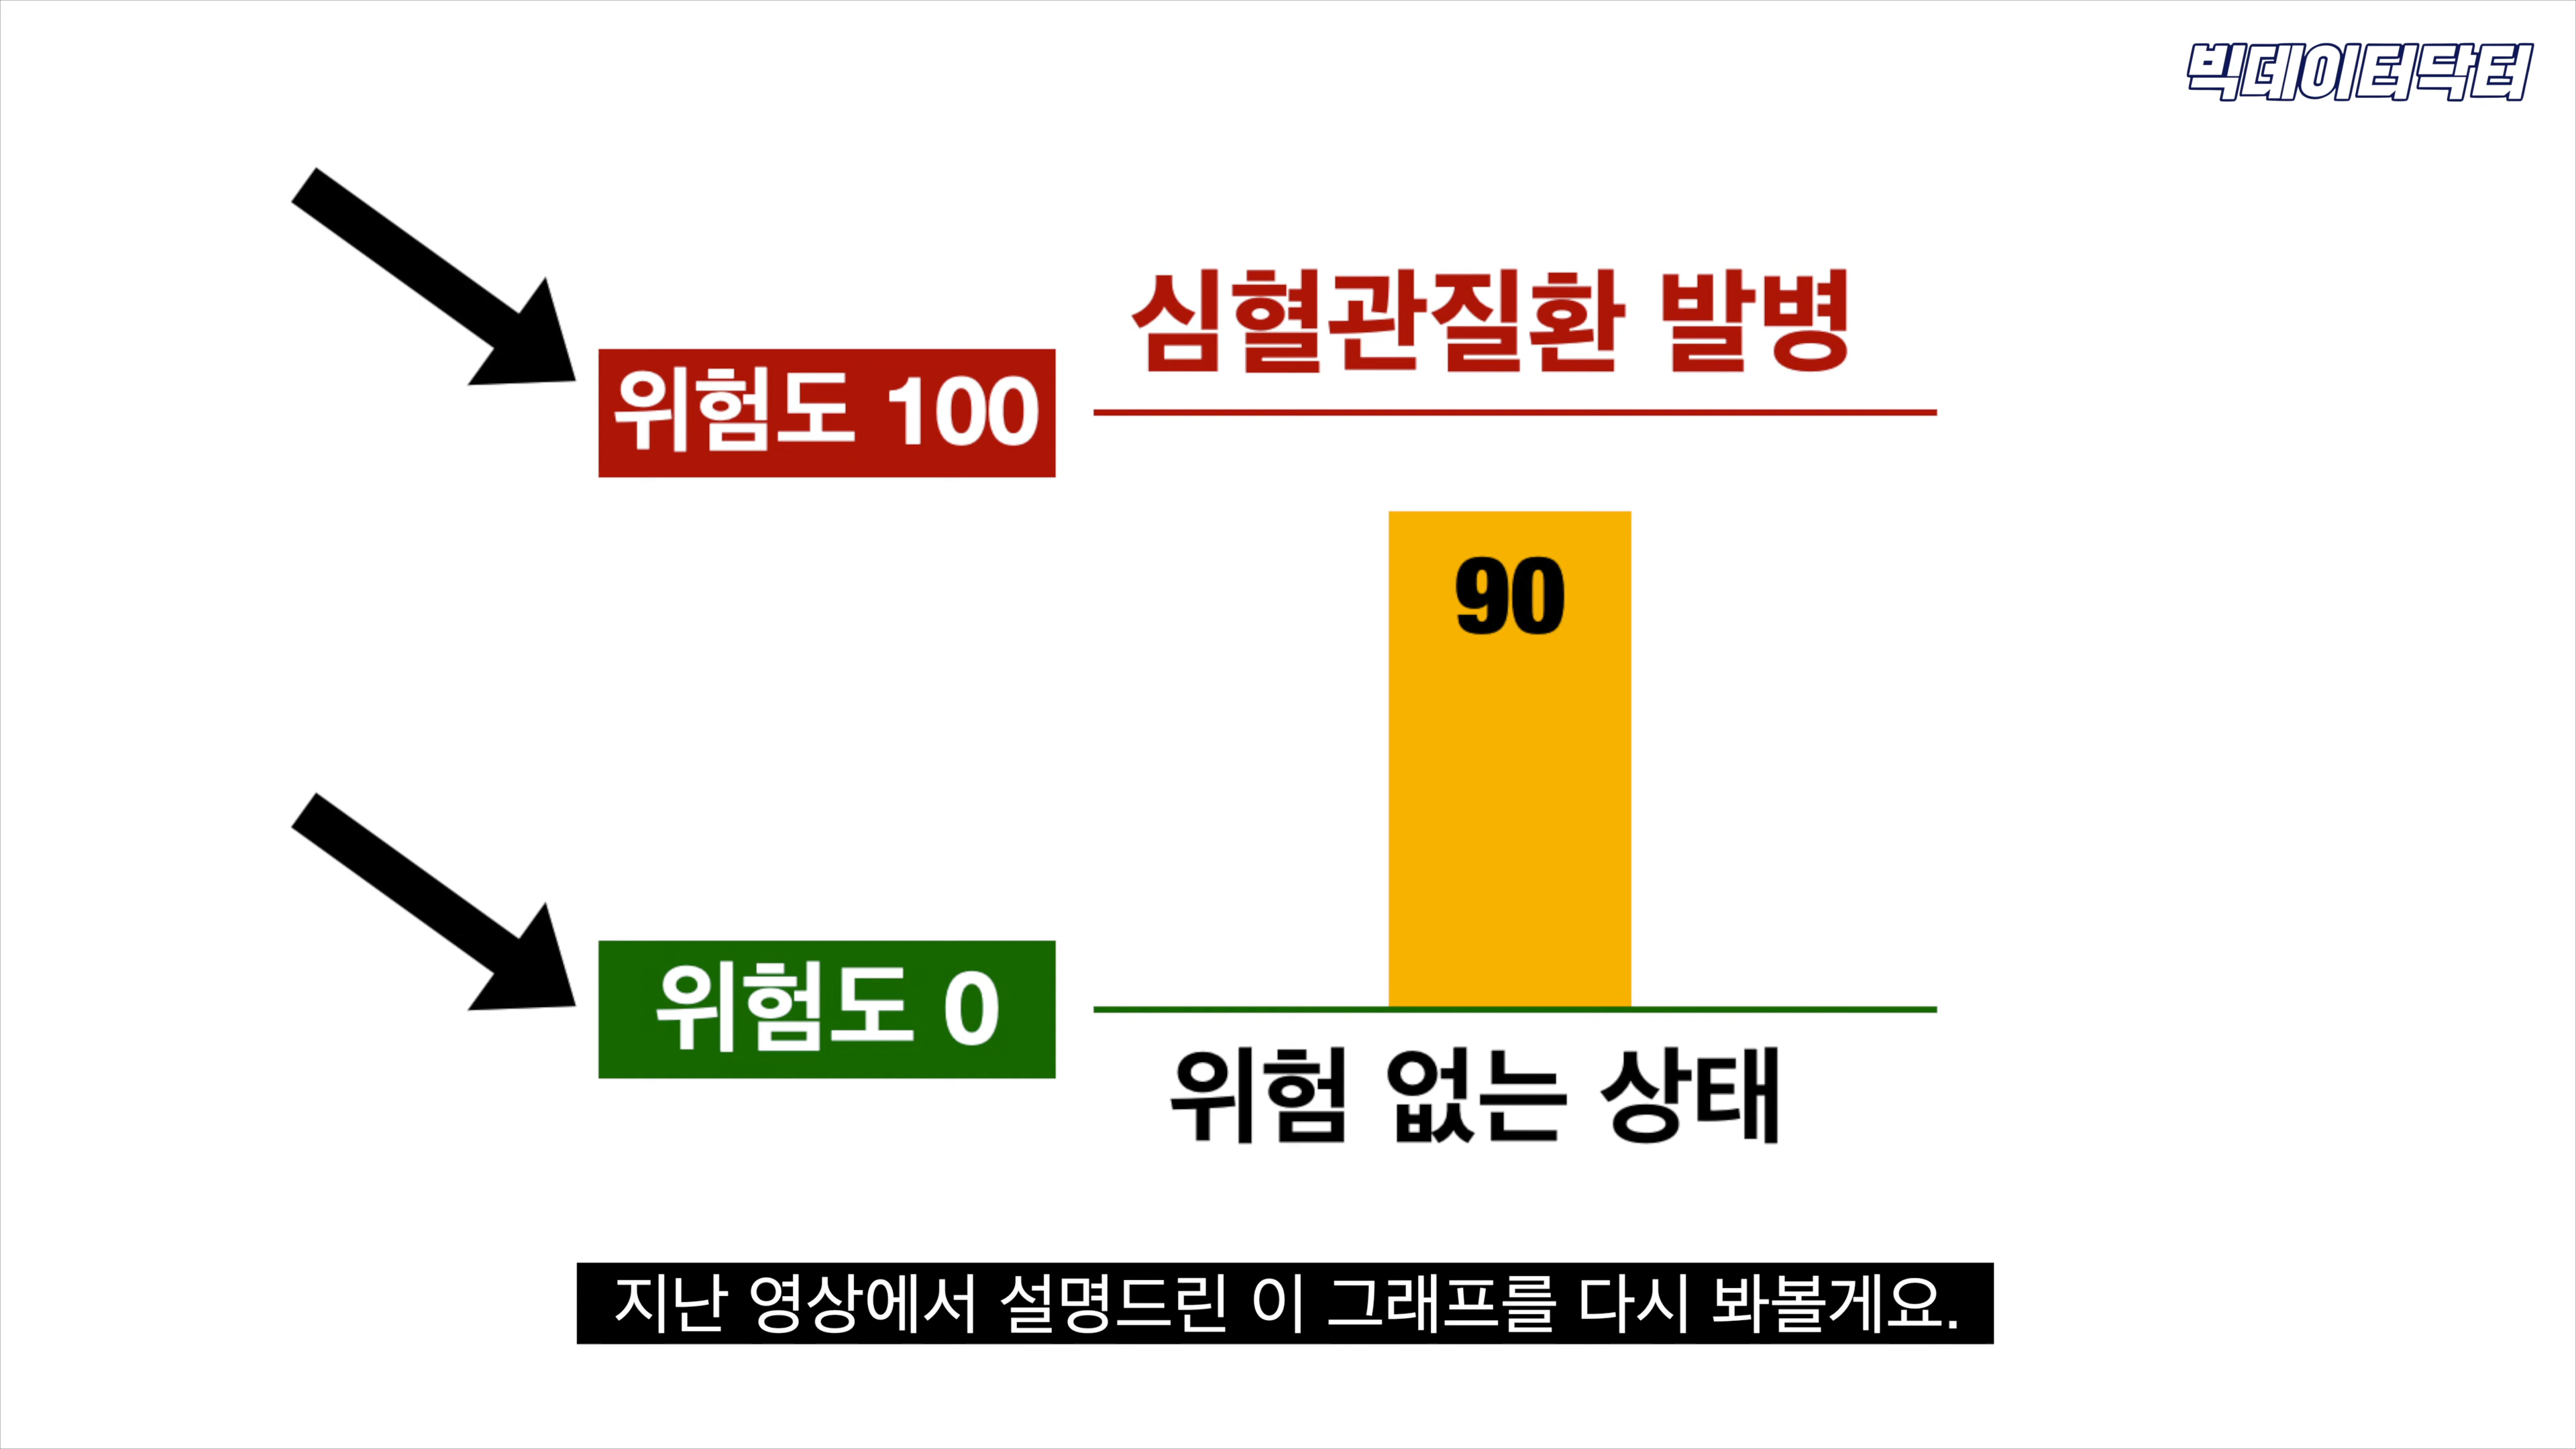 빅데이터닥터
심혈관질환 발병
위험도 100
90
위험도 0
위험 없는 상태
지난 영상에서 설명드린 이 그래프를 다시 봐볼게요.